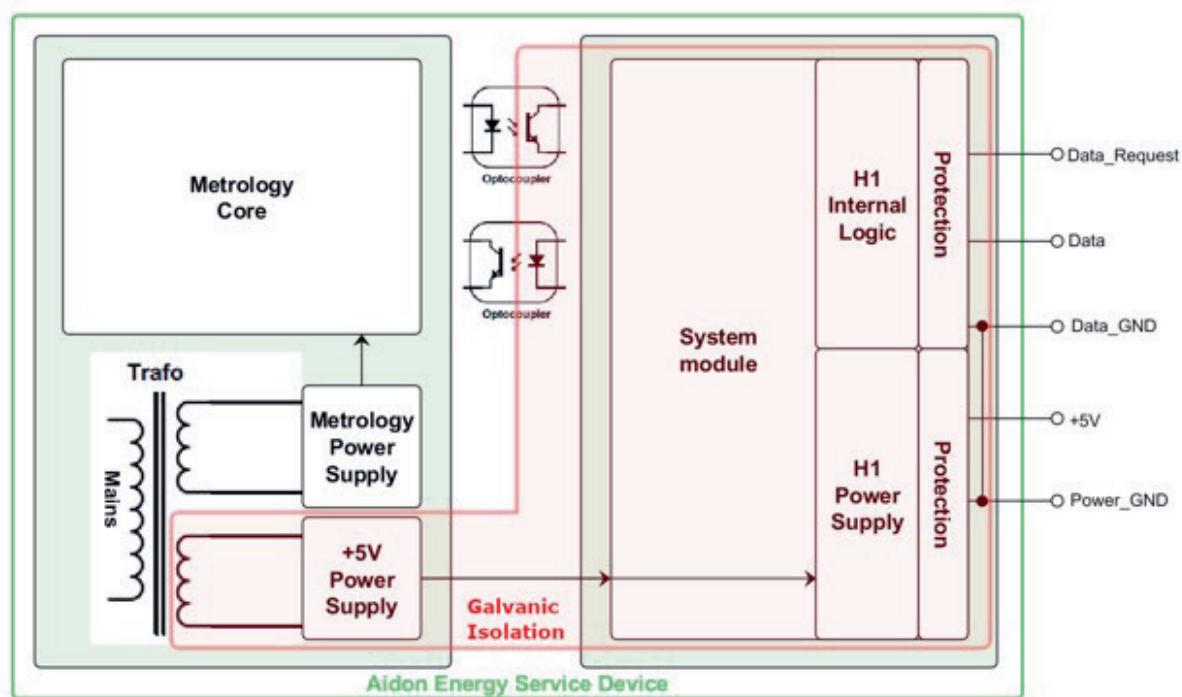 Metrology
Core
Optocoupler
Optocoupler
Trafo
Mains
Metrology
Power
Supply
+5V
Power
Supply
Galvanic
Isolation
System
module
H1
Internal
Logic
Protection
H1
Power
Supply
Protection
Data_Request
Data
Data_GND
+5V
Power_GND
Aidon Energy Service Device